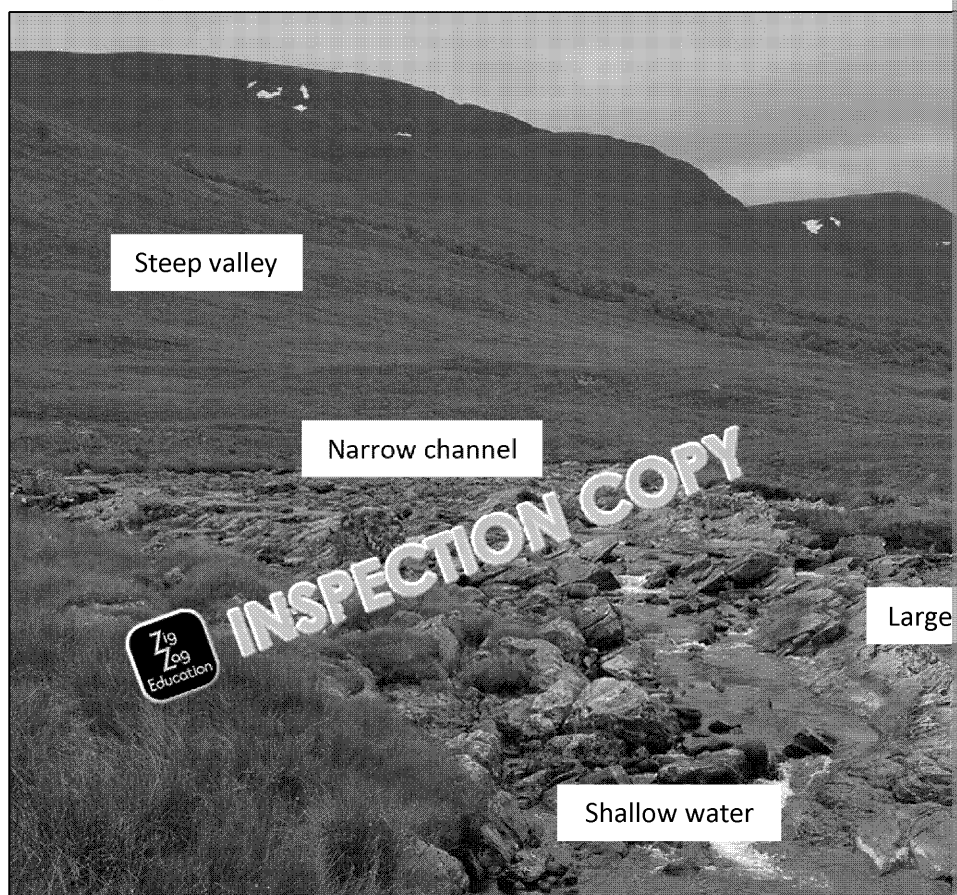 Steep valley
Narrow channel
INSPECTION COPY
Zig
Zag
Education
Large
Shallow water